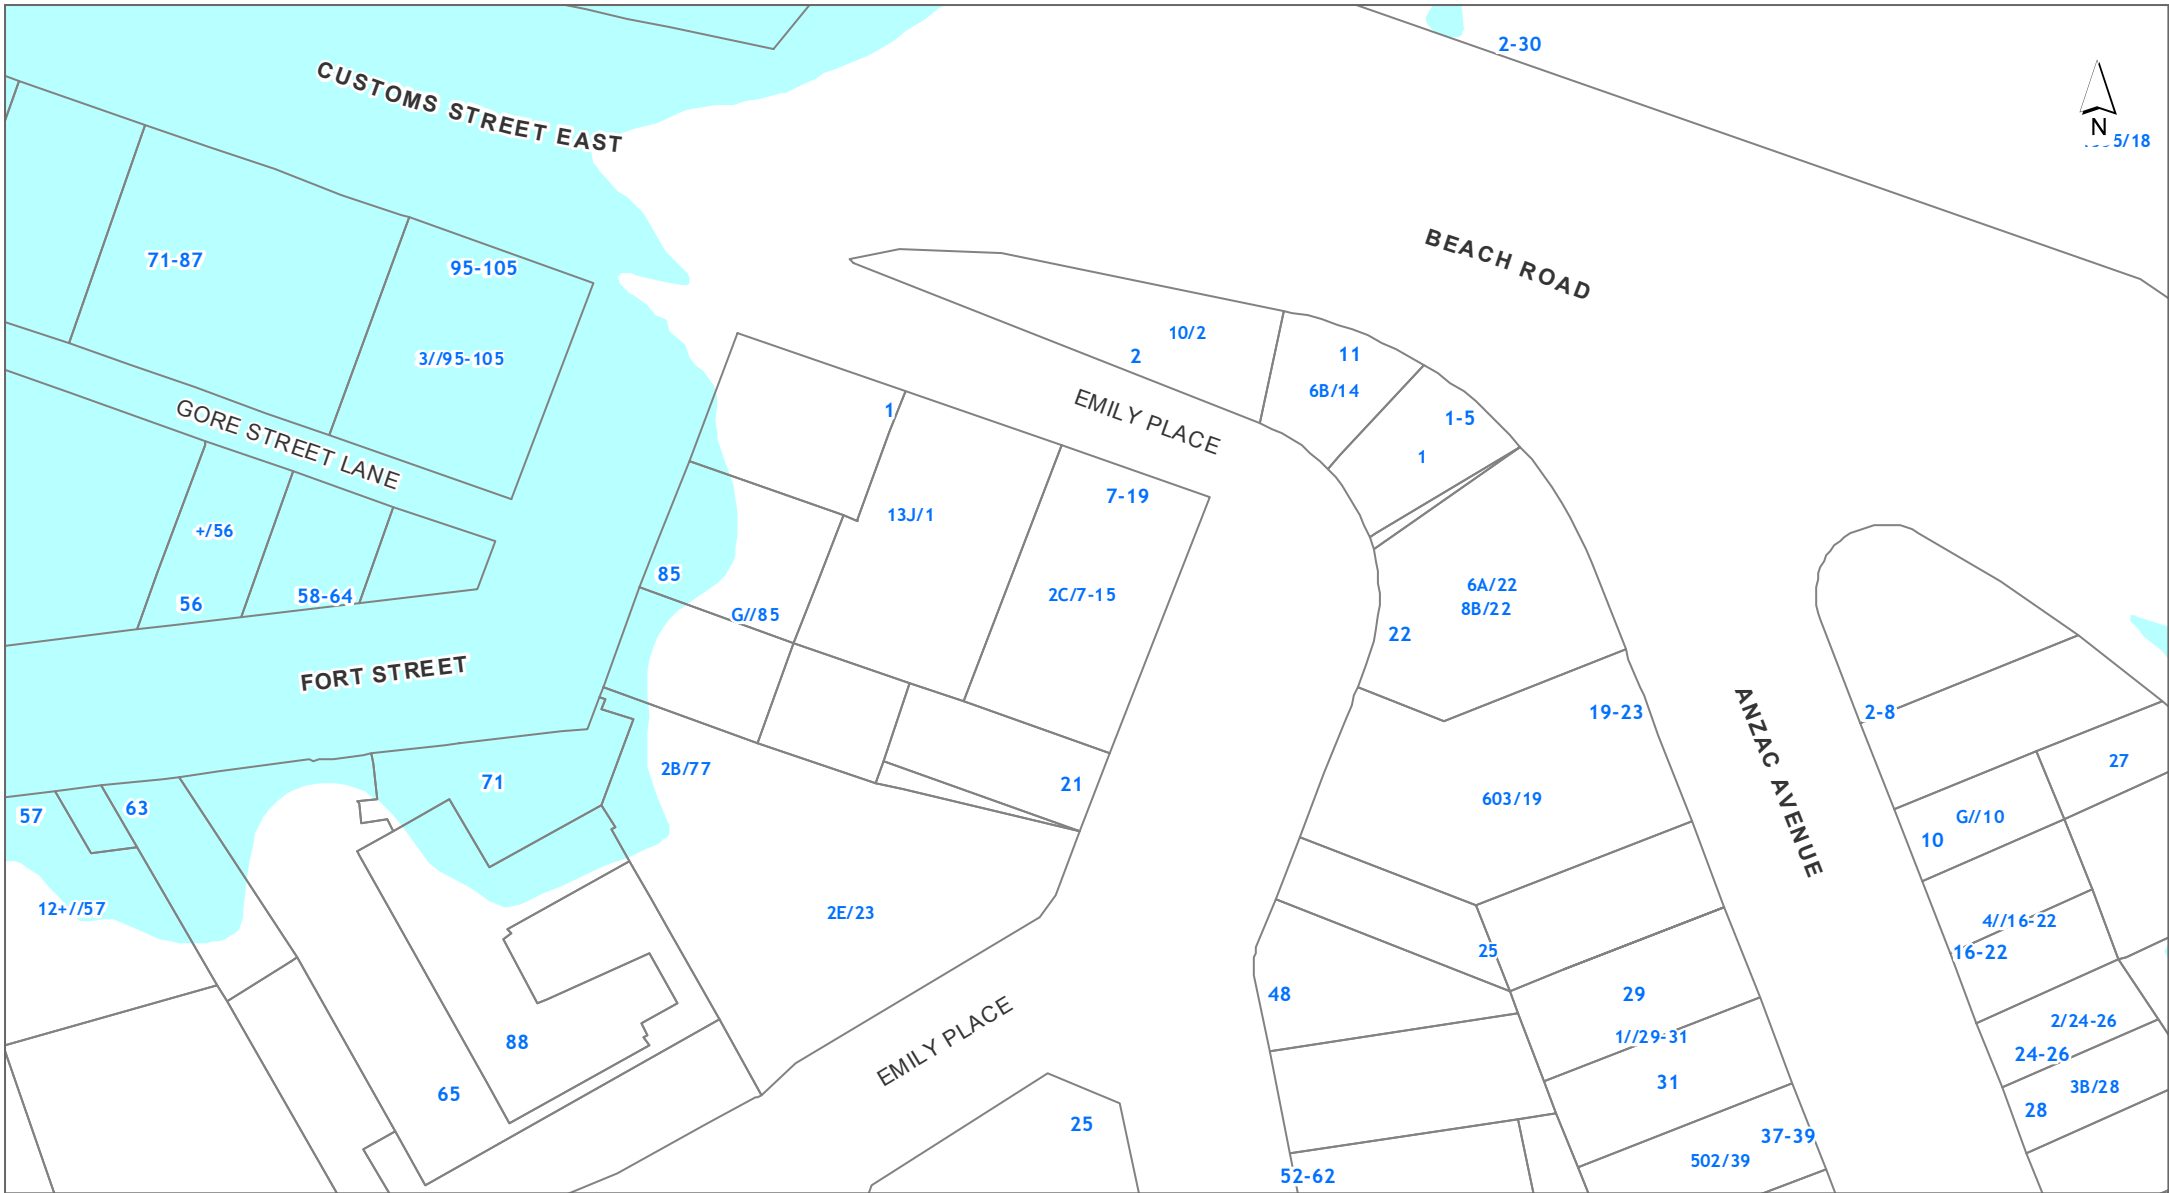 2-30
CUSTOMS STREET EAST
N
5/18
71-87
95-105
BEACH ROAD
10/2
2
11
3//95-105
6B/14
EMILY PLACE
1
1-5
GORE STREET LANE
1
7-19
13J/1
+/56
85
6A/22
2C/7-15
58-64
56
8B/22
G//85
22
FORT STREET
19-23
2-8
ANZAC AVENUE
2B/77
27
71
21
603/19
63
57
G//10
10
12+//57
2E/23
4//16-22
25
16-22
48
29
2/24-26
1//29-31
EMILY PLACE
88
24-26
31
3B/28
65
28
25
37-39
502/39
52-62